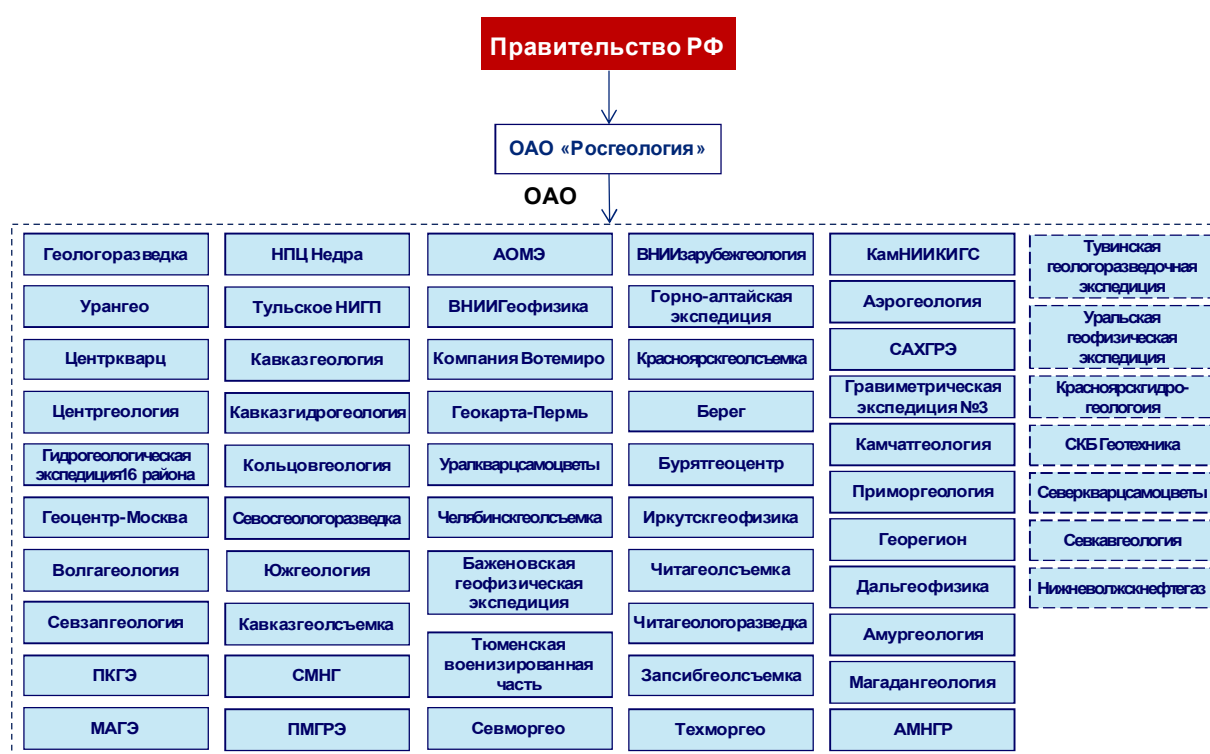 Правительство РФ
ОАО «Росгеология»
ОАО
Геологоразведка
Урангео
Центркварц
Центргеология
Гидрогеологическая
экспедиция16 района
Геоцентр-Москва
Волгагеология
Севзапгеология
ПКГЭ
МАГЭ
НПЦ Недра
Тульское НИГП
Кавказгеология
Кавказгидрогеология
Кольцовгеология
Севосгеологоразведка
Южгеология
Кавказгеолсъемка
СМНГ
ПМГРЭ
АОМЭ
ВНИИГеофизика
Компания Вотемиро
Геокарта-Пермь
Уралкварцсамоцветы
Челябинскгеолсъемка
Баженовская
геофизическая
экспедиция
Тюменская
военизированная
часть
Севморгео
ВНИИзарубежгеология
Горно-алтайская
экспедиция
Красноярскгеолсъемка
Берег
Бурятгеоцентр
Иркутскгеофизика
Читагеолсъемка
Читагеологоразведка
Запсибгеолсъемка
Техморгео
КамНИИКИГС
Аэрогеология
САХГРЭ
Гравиметрическая
экспедиция №3
Камчатгеология
Приморгеология
Георегион
Дальгеофизика
Амургеология
Магадангеология
АМНГР
Тувинская
геологоразведочная
экспедиция
Уральская
геофизическая
экспедиция
Красноярскгидро-
геологоия
СКБ Геотехника
Северкварцсамоцветы
Севкавгеология
Нижневолжскнефтегаз